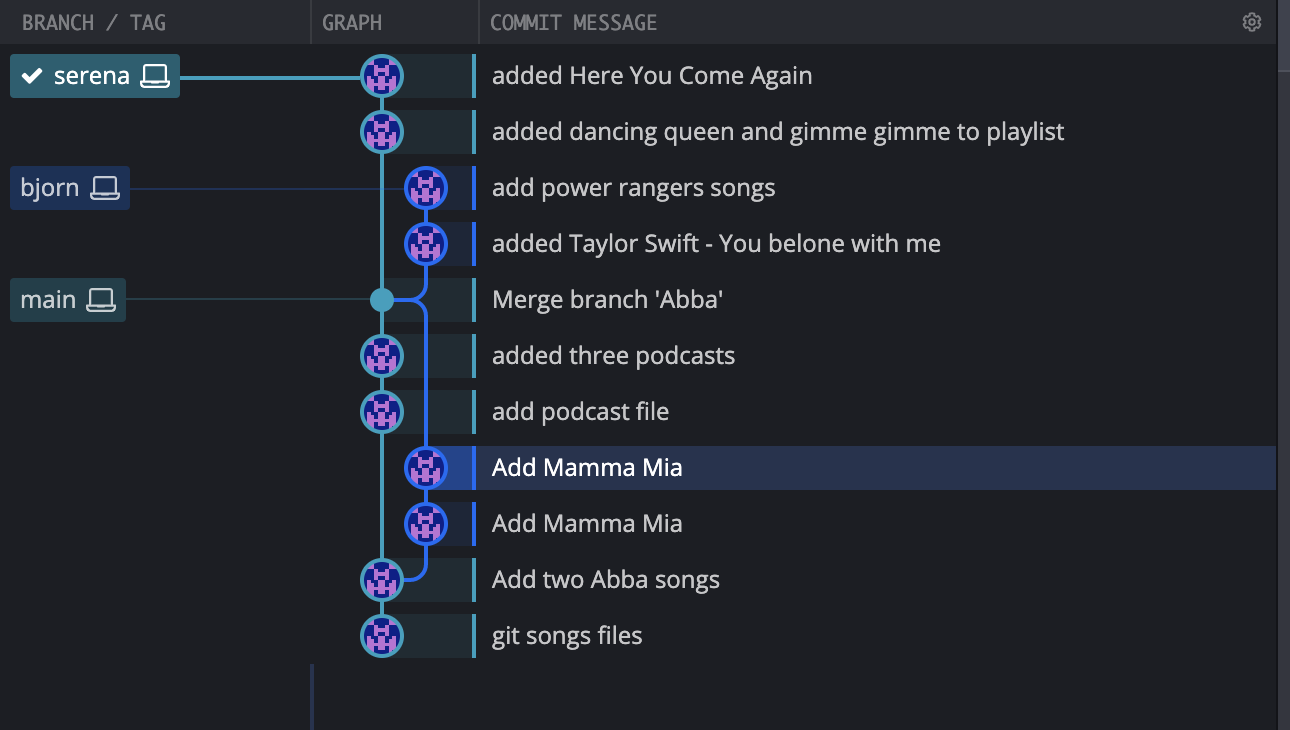 BRANCH / TAG GRAPH COMMIT MESSAGE
serena added Here You Come Again
added dancing queen and gimme gimme to playlist
bjorn add power rangers songs
added Taylor Swift - You belone with me
main Merge branch 'Abba'
added three podcasts
add podcast file
Add Mamma Mia
Add Mamma Mia
Add two Abba songs
git songs files